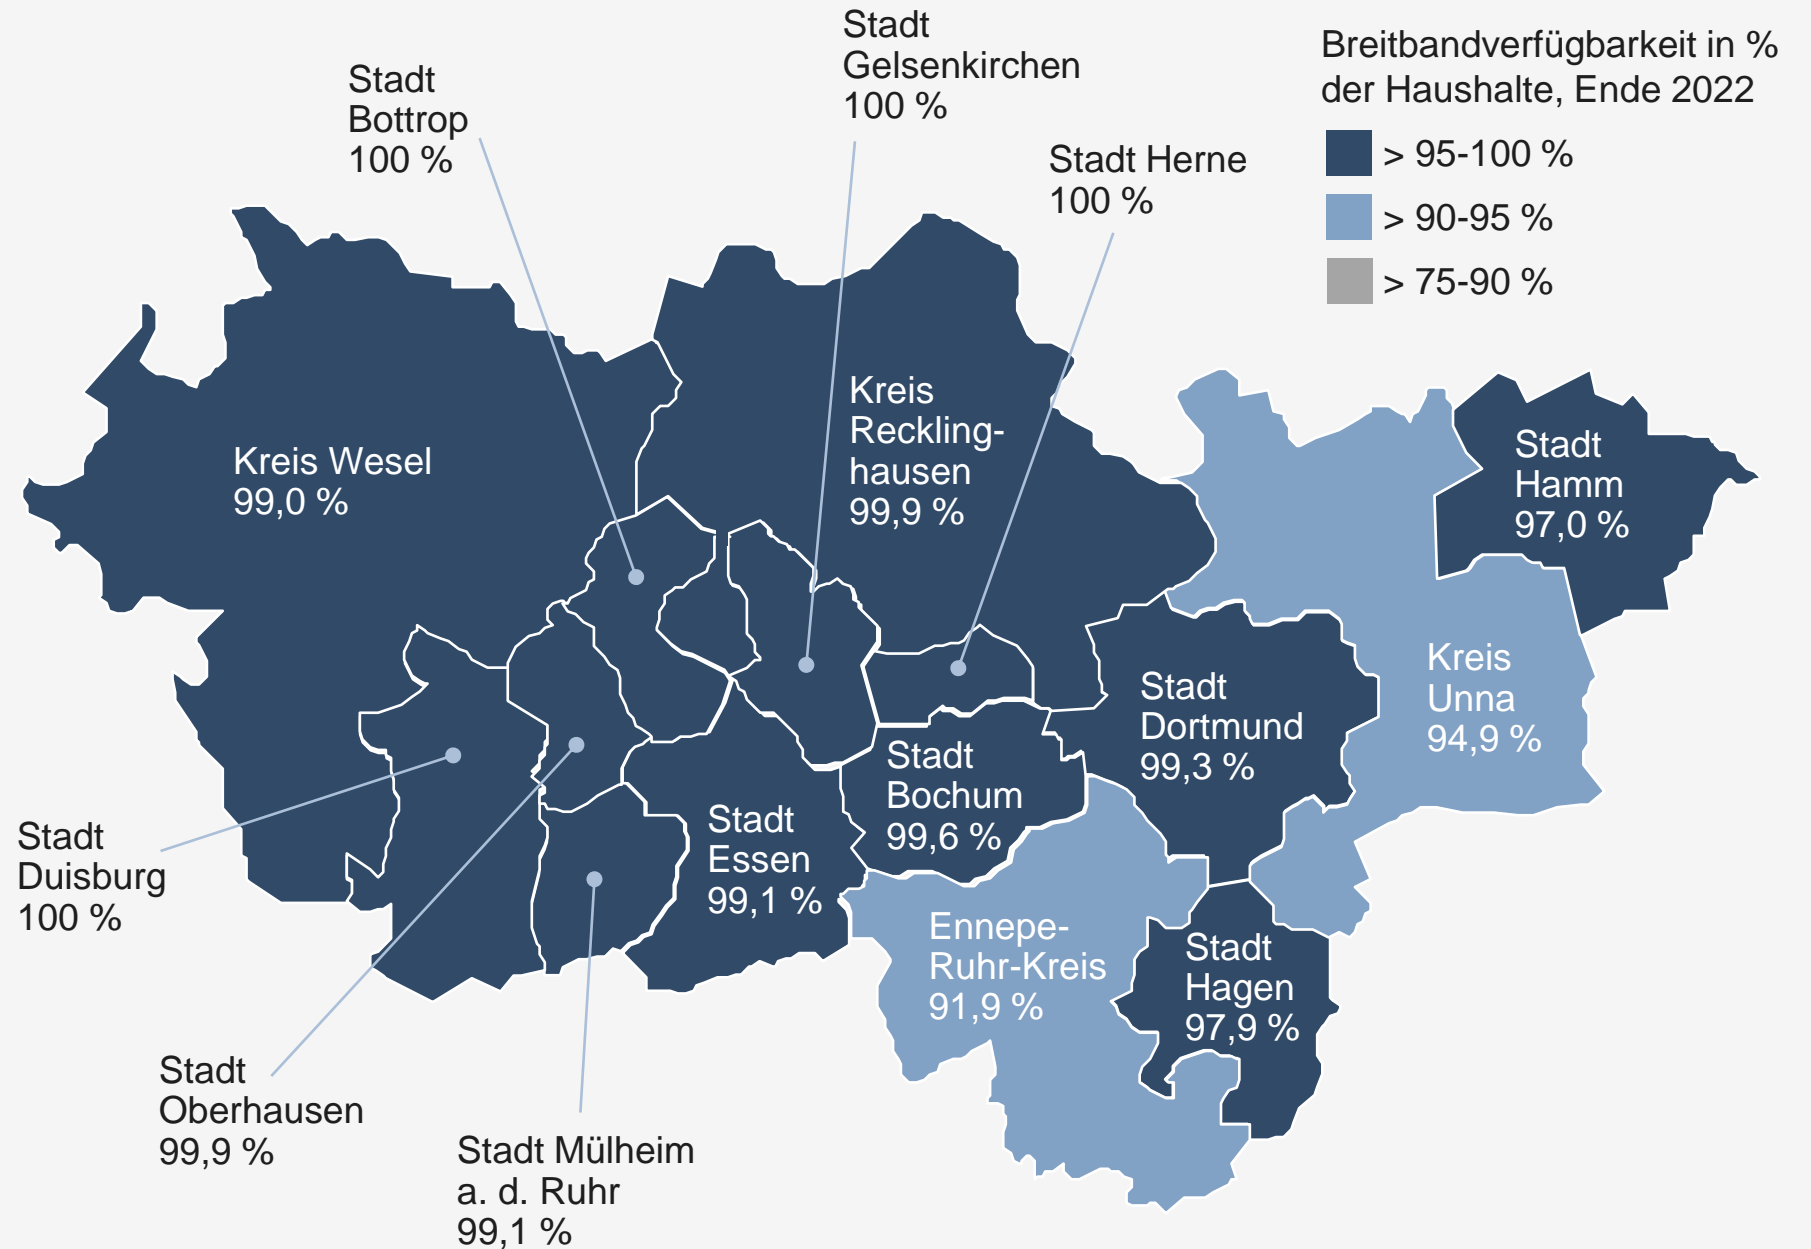 Stadt
Gelsenkirchen
100 %
Breitbandverfügbarkeit in %
der Haushalte, Ende 2022
> 95-100 %
> 90-95 %
> 75-90 %
Stadt
Bottrop
100 %
Stadt Herne
100 %
Kreis Wesel
99,0 %
Kreis
Reckling-
hausen
99,9 %
Stadt
Hamm
97,0 %
Kreis
Unna
94,9 %
Stadt
Dortmund
99,3 %
Stadt
Bochum
99,6 %
Stadt
Essen
99,1 %
Stadt
Duisburg
100 %
Ennepe-
Ruhr-Kreis
91,9 %
Stadt
Hagen
97,9 %
Stadt
Oberhausen
99,9 %
Stadt Mülheim
a. d. Ruhr
99,1 %